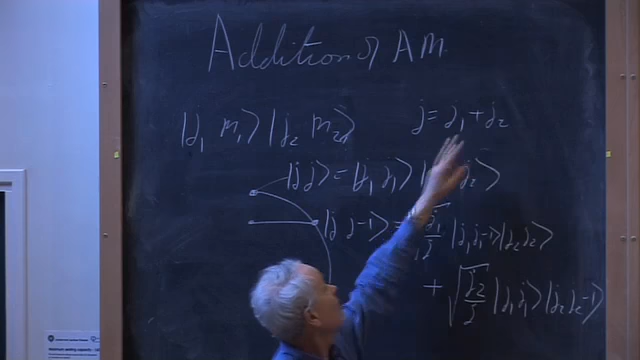 Addition of AM
|j₁ m₁⟩|j₂ m₂⟩ j = j₁ + j₂
|j j⟩ = |j₁ j₁⟩| j₂⟩
|j j-1⟩ = √(j₁/j) |j₁ j₁-1⟩|j₂ j₂⟩
+ √(j₂/j) |j₁ j₁⟩|j₂ j₂-1⟩